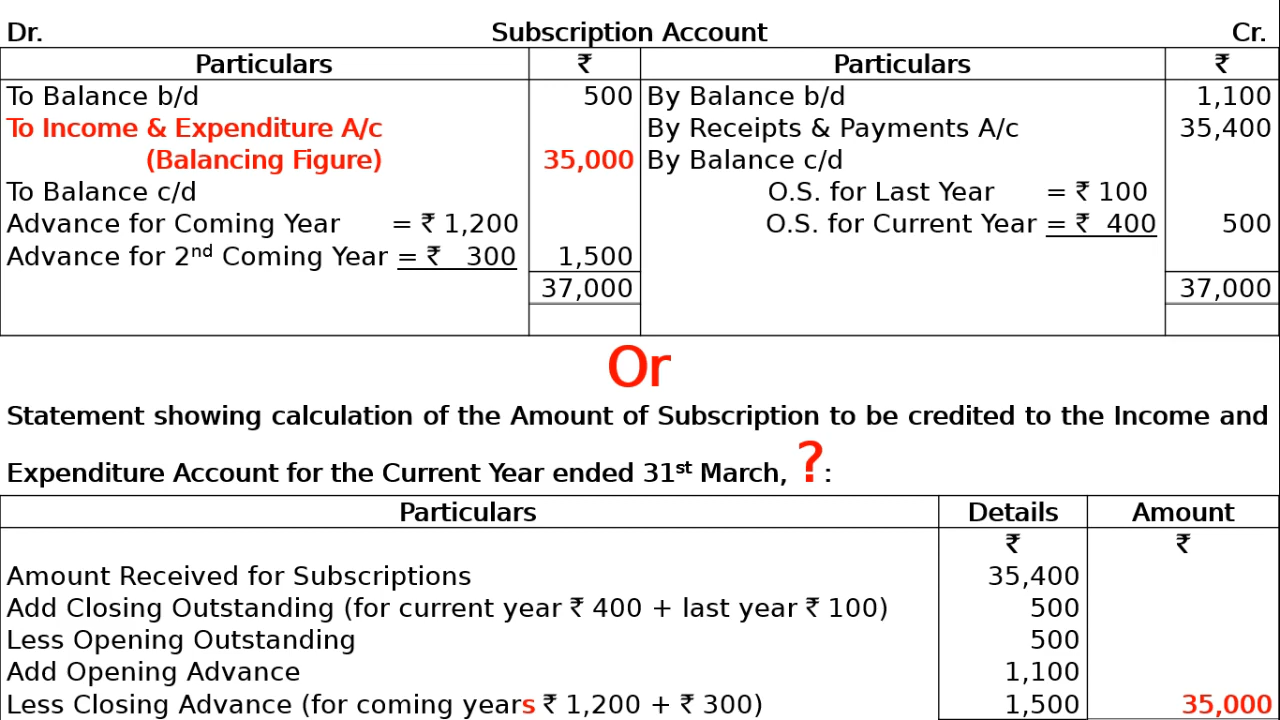 Dr. Subscription Account Cr.
Particulars ₹ Particulars ₹
To Balance b/d 500 By Balance b/d 1,100
To Income & Expenditure A/c By Receipts & Payments A/c 35,400
(Balancing Figure) 35,000 By Balance c/d
To Balance c/d O.S. for Last Year = ₹ 100
Advance for Coming Year = ₹ 1,200 O.S. for Current Year = ₹ 400 500
Advance for 2nd Coming Year = ₹ 300 1,500
37,000 37,000
Or
Statement showing calculation of the Amount of Subscription to be credited to the Income and
Expenditure Account for the Current Year ended 31st March, ?:
Particulars Details Amount
₹ ₹
Amount Received for Subscriptions 35,400
Add Closing Outstanding (for current year ₹ 400 + last year ₹ 100) 500
Less Opening Outstanding 500
Add Opening Advance 1,100
Less Closing Advance (for coming years ₹ 1,200 + ₹ 300) 1,500 35,000